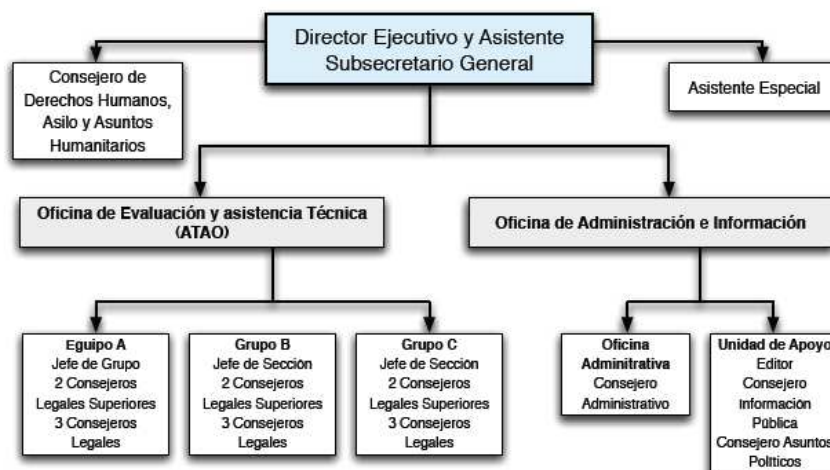 Director Ejecutivo y Asistente
Subsecretario General
Consejero de
Derechos Humanos,
Asilo y Asuntos
Humanitarios
Asistente Especial
Oficina de Evaluación y asistencia Técnica
(ATAO)
Oficina de Administración e Información
Eguipo A
Jefe de Grupo
2 Consejeros
Legales Superiores
3 Consejeros
Legales
Grupo B
Jefe de Sección
2 Consejeros
Legales Superiores
3 Consejeros
Legales
Grupo C
Jefe de Sección
2 Consejeros
Legales Superiores
3 Consejeros
Legales
Oficina
Adminitrativa
Consejero
Administrativo
Unidad de Apoyo
Editor
Consejero
Información
Pública
Consejo Asuntos
Políticos